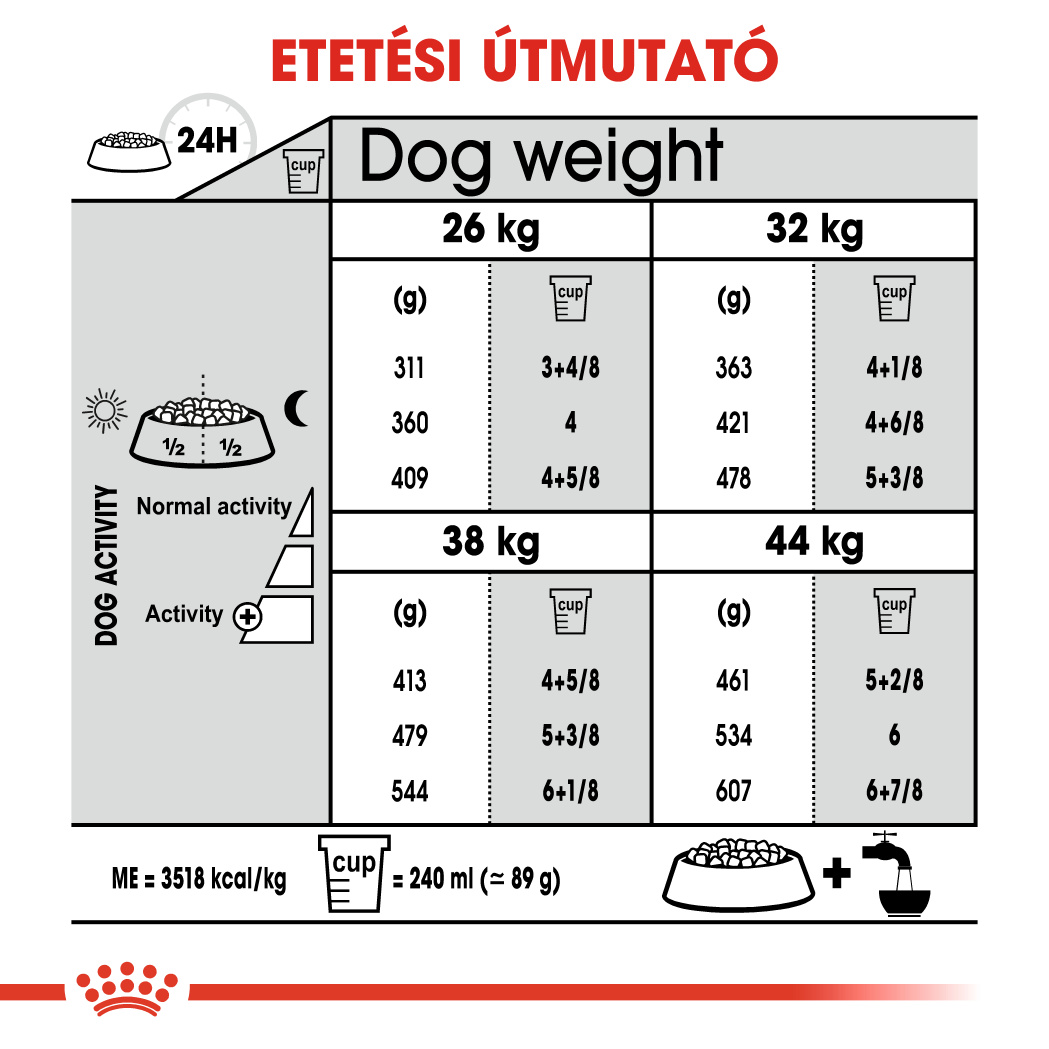 ETETÉSI ÚTMUTATÓ
24H
cup
Dog weight
26 kg 32 kg
(g) cup (g) cup
311 3+4/8 363 4+1/8
360 4 421 4+6/8
409 4+5/8 478 5+3/8
½ ½
DOG ACTIVITY
Normal activity
Activity +
38 kg 44 kg
(g) cup (g) cup
413 4+5/8 461 5+2/8
479 5+3/8 534 6
544 6+1/8 607 6+7/8
ME = 3518 kcal/kg cup = 240 ml (≃ 89 g) +